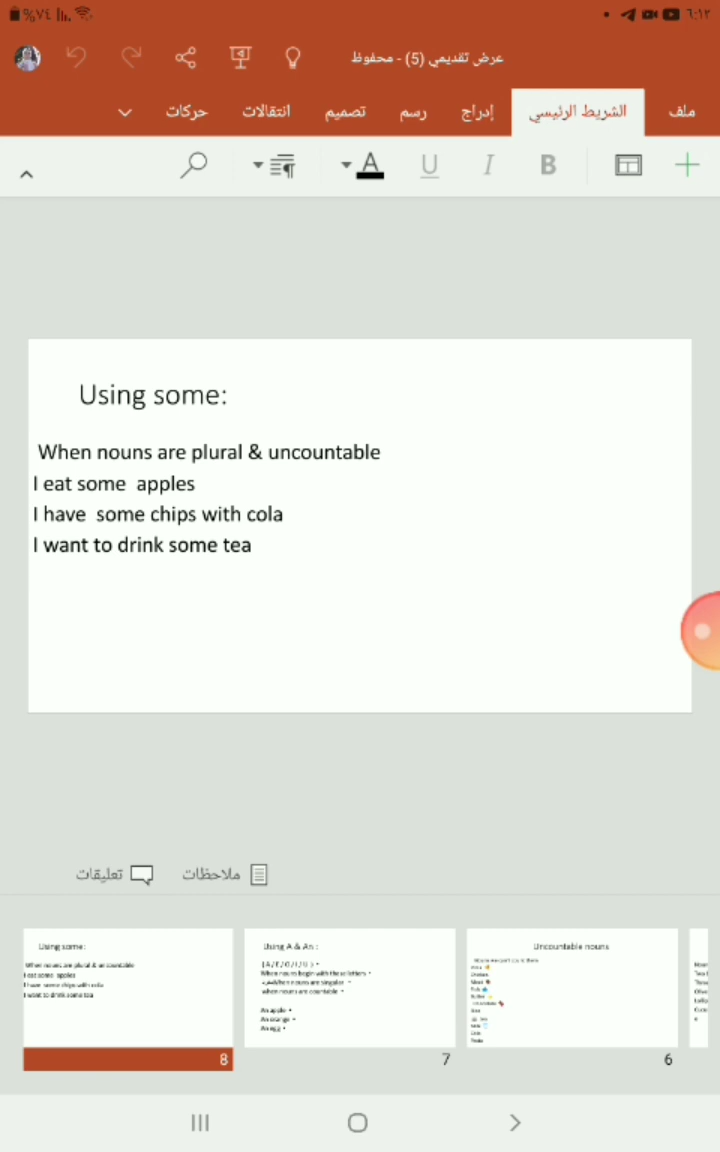 %٧٤
٦:١٢
عرض تقديمي (5) - محفوظ
ملف الشريط الرئيسي إدراج رسم تصميم انتقالات حركات
A U I B
Using some:
When nouns are plural & uncountable
I eat some apples
I have some chips with cola
I want to drink some tea
ملاحظات تعليقات
Using some:
When nouns are plural & uncountable
I eat some apples
I have some chips with cola
I want to drink some tea
8
Using A & An :
When nouns begin with these letters •
When nouns are singular •
when nouns are countable •
An apple •
An orange •
An egg •
7
Uncountable nouns
6